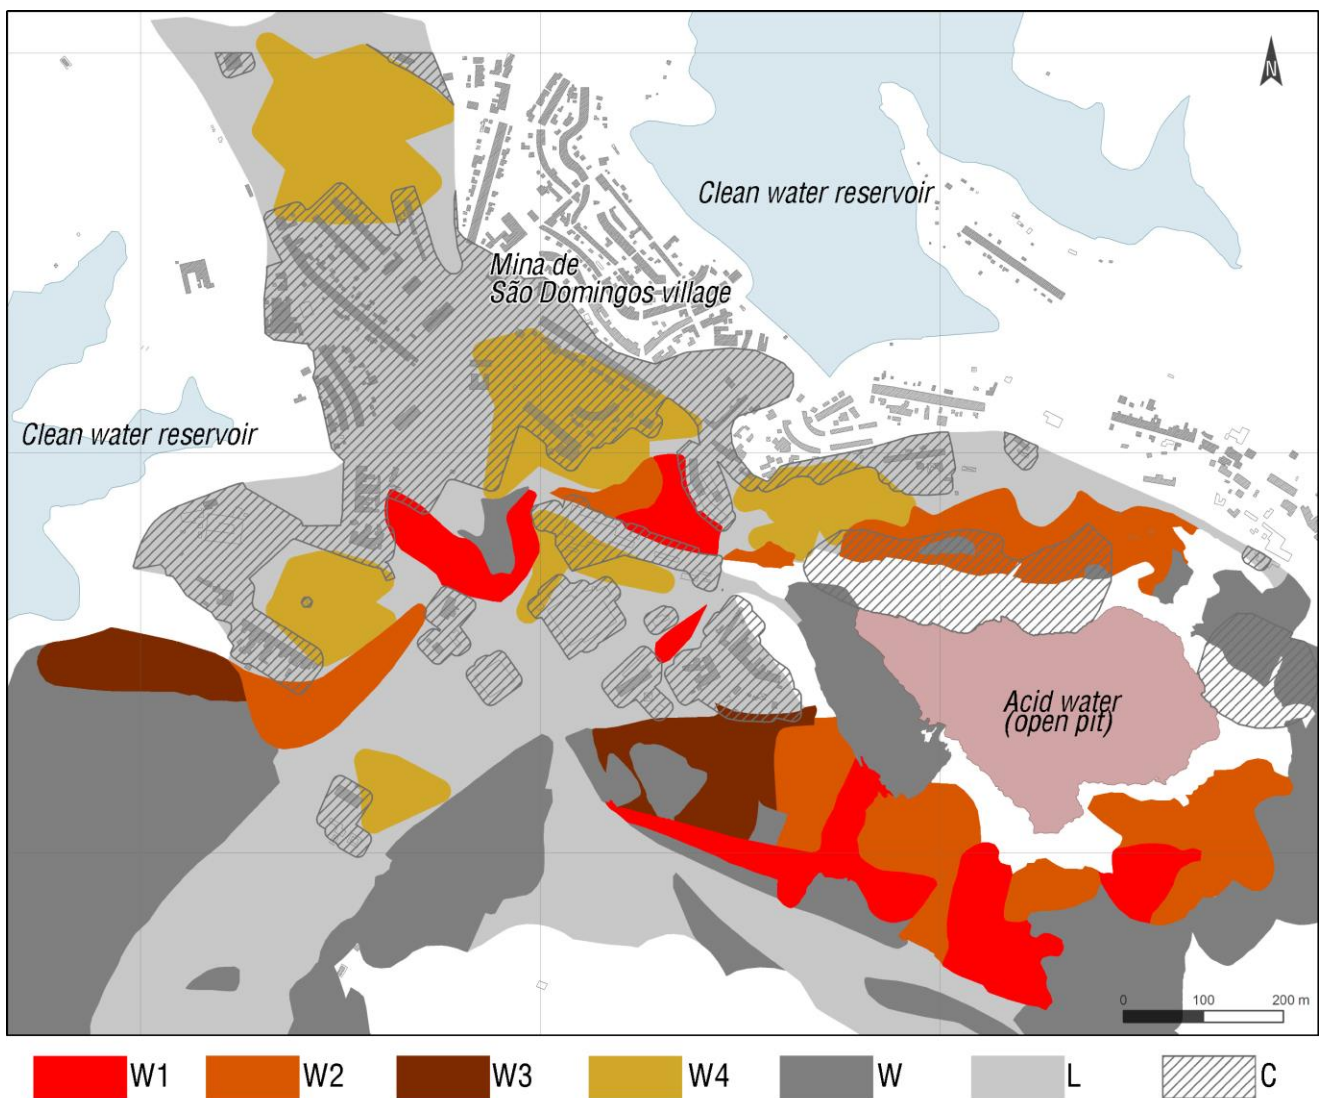 N
Clean water reservoir
Mina de
São Domingos village
Clean water reservoir
Acid water
(open pit)
0 100 200 m
W1 W2 W3 W4 W L C